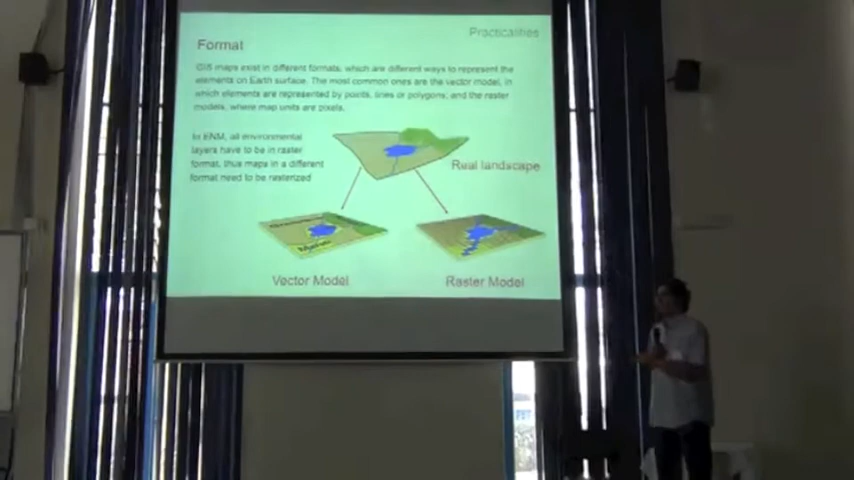 Practicalities
Format
GIS maps exist in different formats, which are different ways to represent the
elements on Earth surface. The most common ones are the vector model, in
which elements are represented by points, lines or polygons, and the raster
models, where map units are pixels.
In ENM, all environmental
layers have to be in raster
format, thus maps in a different
format need to be rasterized
Real landscape
Vector Model
Raster Model